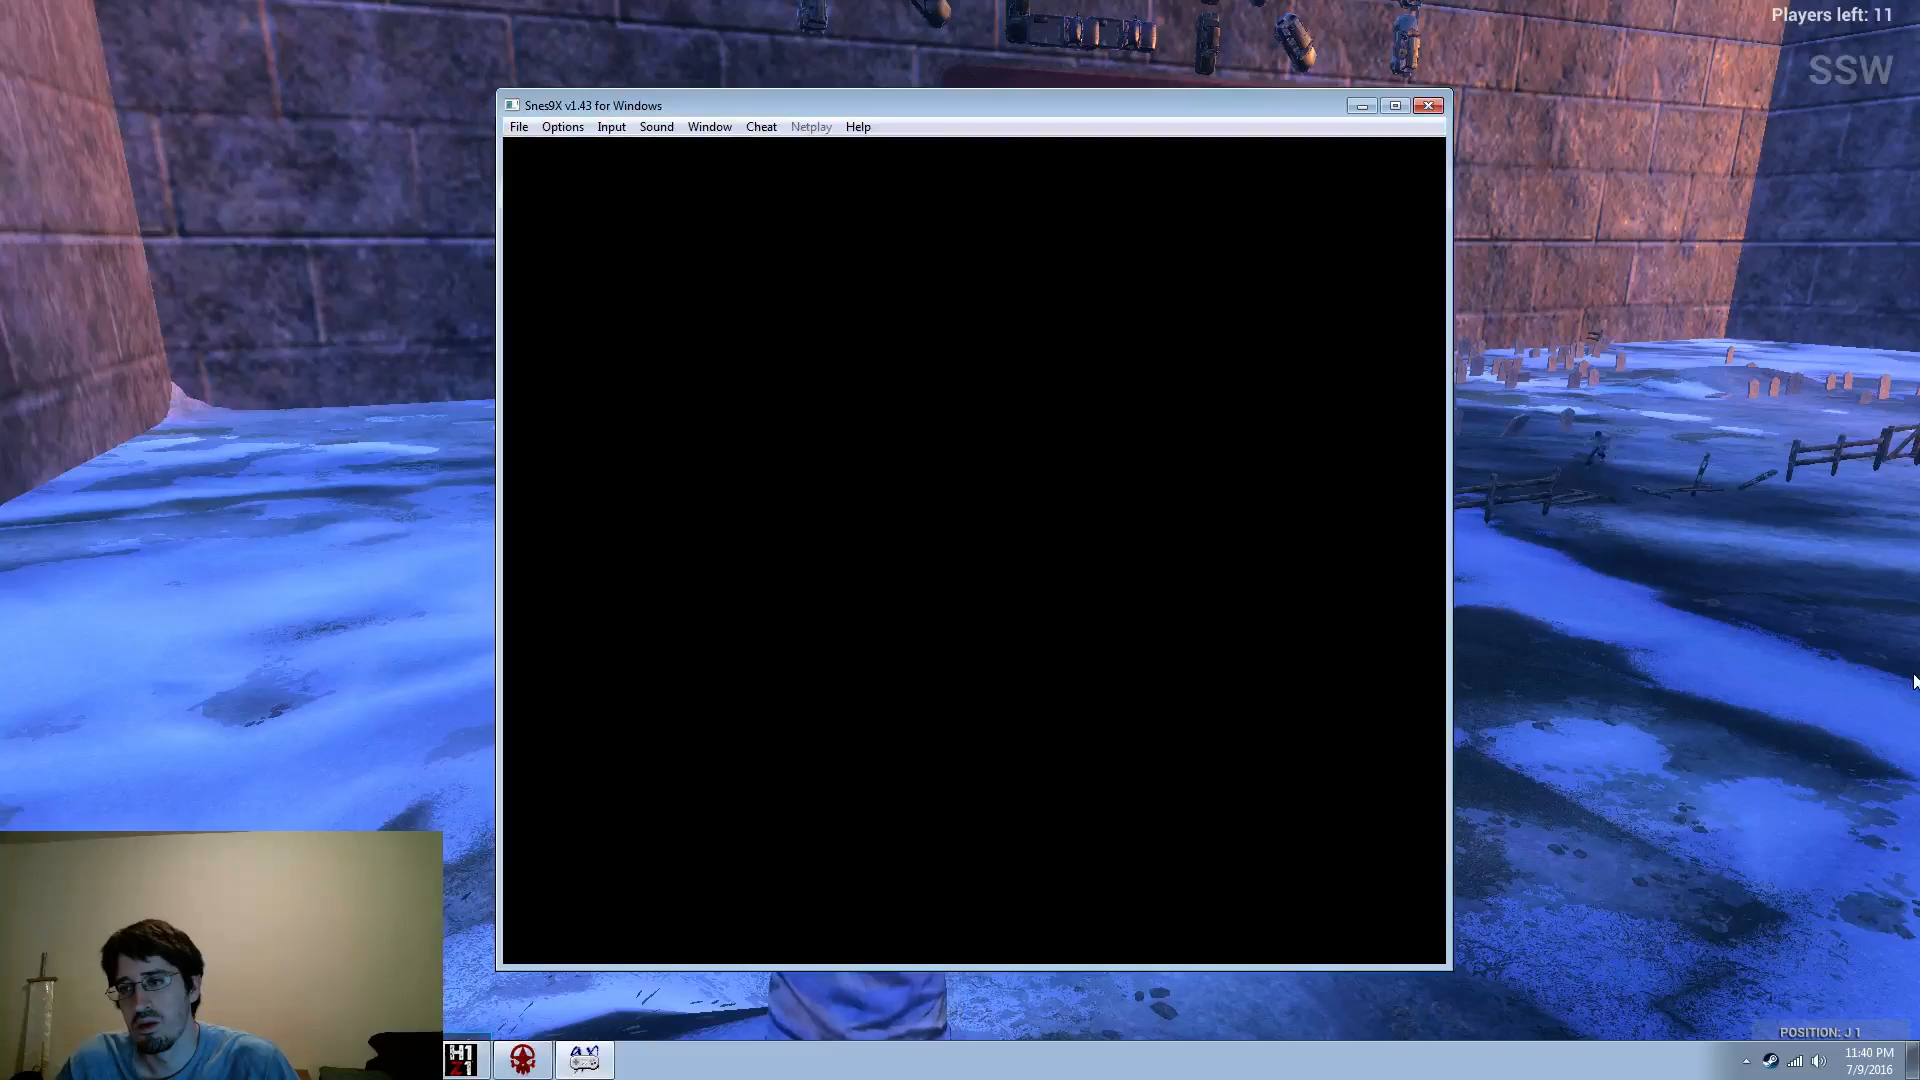 Players left: 11
SSW
Snes9X v1.43 for Windows
File Options Input Sound Window Cheat Netplay Help
POSITION: J 1
H1
Z1
11:40 PM
7/9/2016